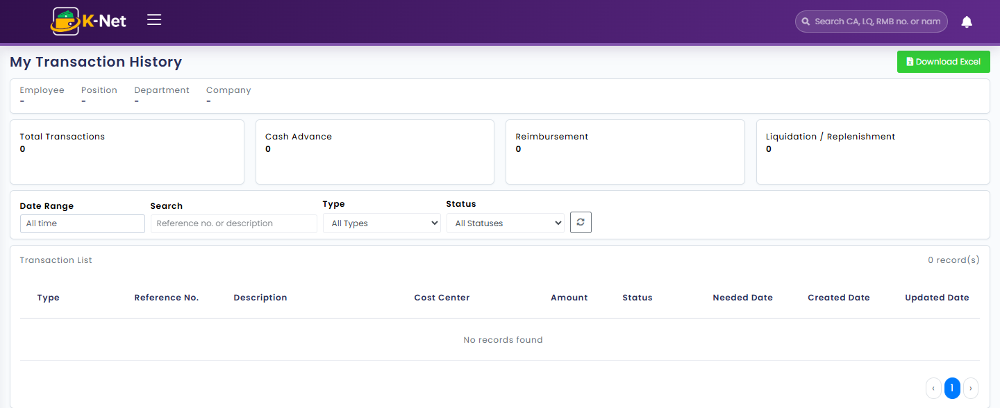 K-Net
Search CA, LQ, RMB no. or nam
My Transaction History
Download Excel
Employee Position Department Company
- - - -
Total Transactions Cash Advance Reimbursement Liquidation / Replenishment
0 0 0 0
Date Range Search Type Status
All time Reference no. or description All Types All Statuses
Transaction List 0 record(s)
Type Reference No. Description Cost Center Amount Status Needed Date Created Date Updated Date
No records found
‹ 1 ›